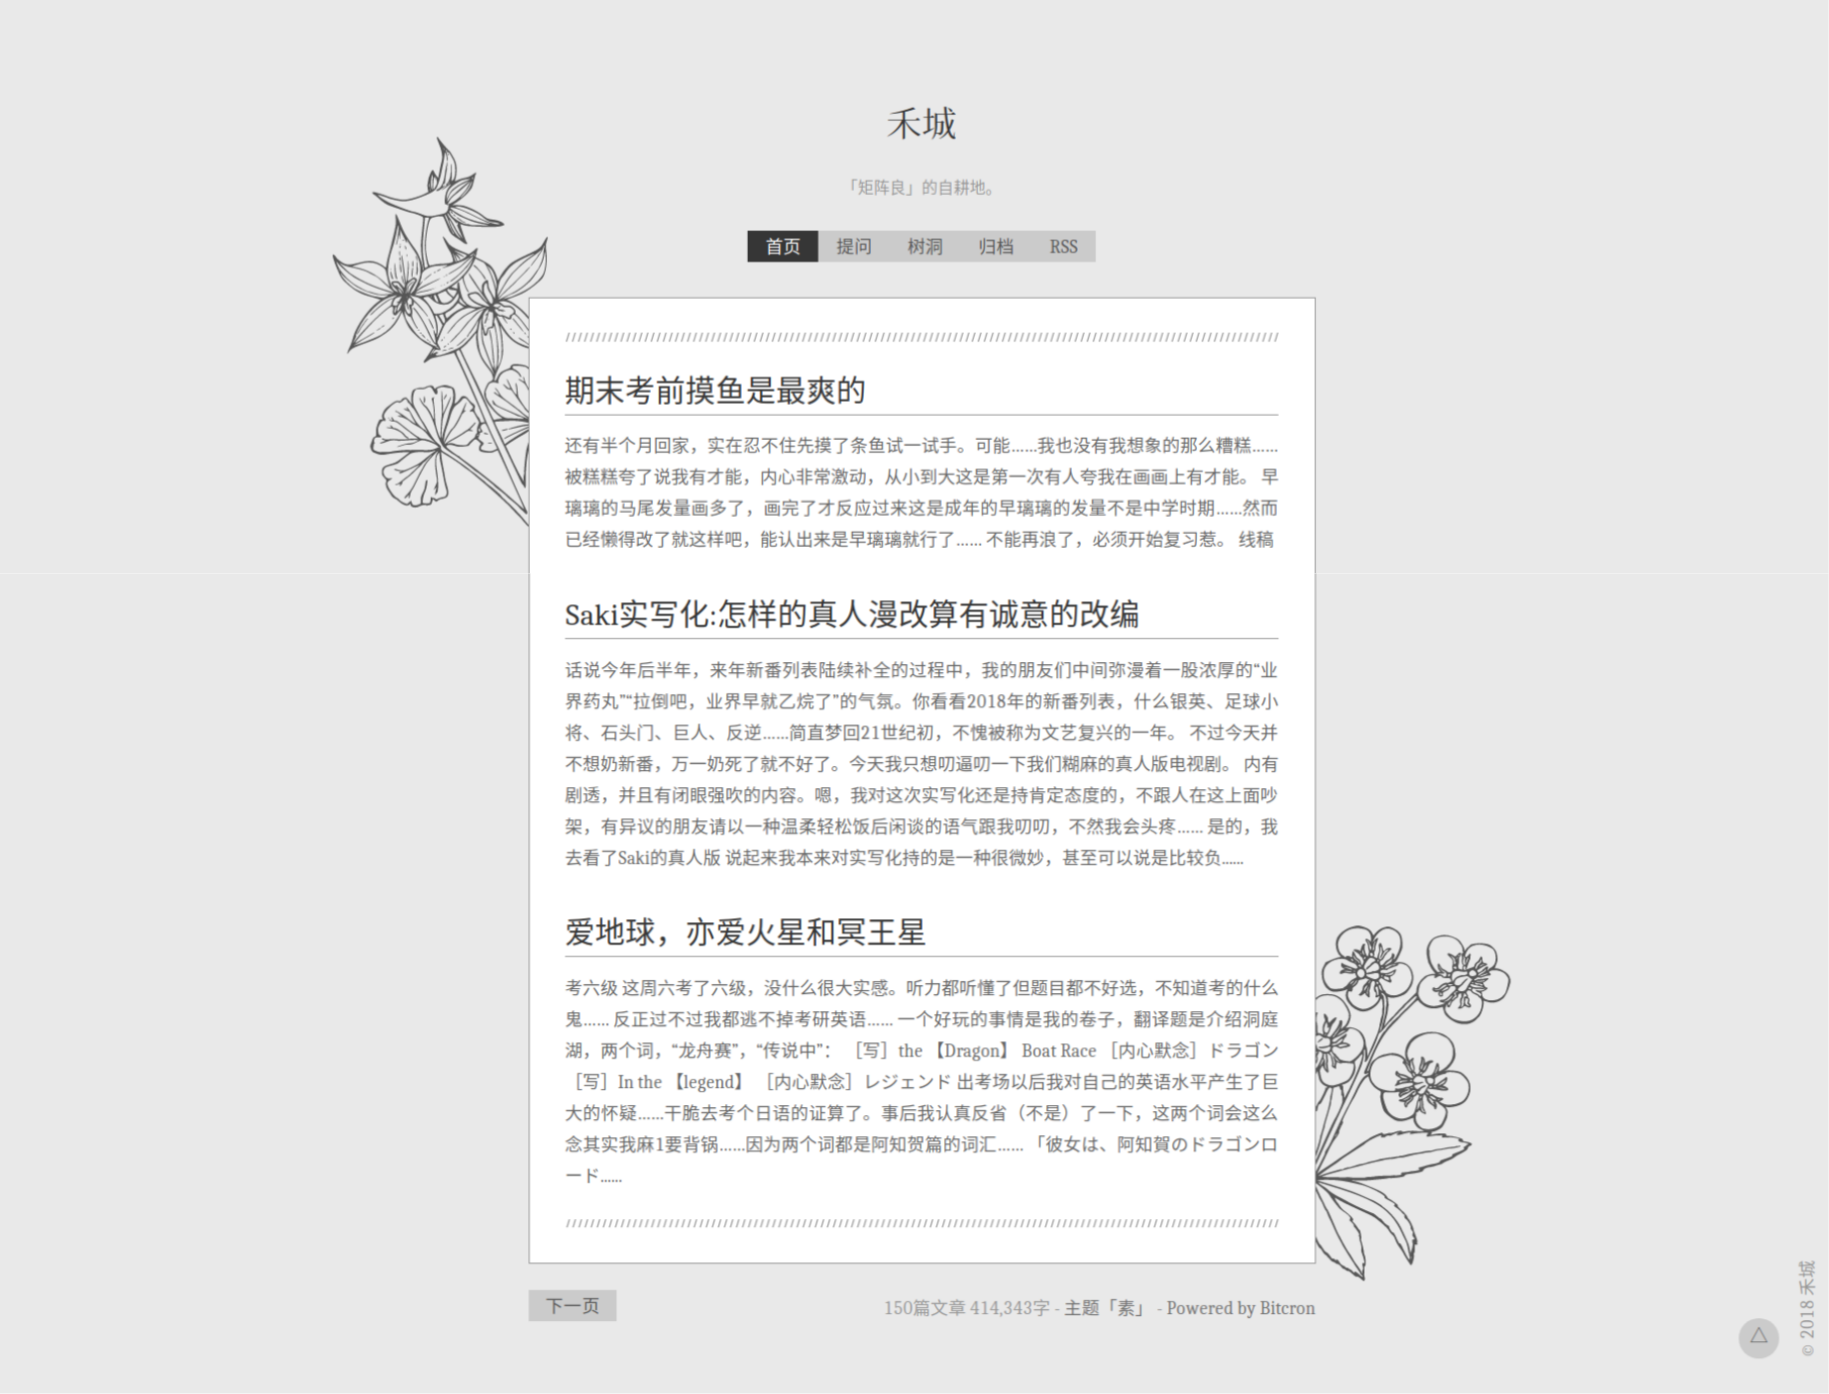 禾城
「矩阵良」的自耕地。
首页 提问 树洞 归档 RSS
期末考前摸鱼是最爽的
还有半个月回家，实在忍不住先摸了条鱼试一试手。可能……我也没有我想象的那么糟糕……
被糕糕夸了说我有才能，内心非常激动，从小到大这是第一次有人夸我在画画上有才能。 早
璃璃的马尾发量画多了，画完了才反应过来这是成年的早璃璃的发量不是中学时期……然而
已经懒得改了就这样吧，能认出来是早璃璃就行了…… 不能再浪了，必须开始复习惹。 线稿
Saki实写化:怎样的真人漫改算有诚意的改编
话说今年后半年，来年新番列表陆续补全的过程中，我的朋友们中间弥漫着一股浓厚的“业
界药丸”“拉倒吧，业界早就乙烷了”的气氛。你看看2018年的新番列表，什么银英、足球小
将、石头门、巨人、反逆……简直梦回21世纪初，不愧被称为文艺复兴的一年。 不过今天并
不想奶新番，万一奶死了就不好了。今天我只想叨逼叨一下我们糊麻的真人版电视剧。 内有
剧透，并且有闭眼强吹的内容。嗯，我对这次实写化还是持肯定态度的，不跟人在这上面吵
架，有异议的朋友请以一种温柔轻松饭后闲谈的语气跟我叨叨，不然我会头疼…… 是的，我
去看了Saki的真人版 说起来我本来对实写化持的是一种很微妙，甚至可以说是比较负……
爱地球，亦爱火星和冥王星
考六级 这周六考了六级，没什么很大实感。听力都听懂了但题目都不好选，不知道考的什么
鬼…… 反正过不过我都逃不掉考研英语…… 一个好玩的事情是我的卷子，翻译题是介绍洞庭
湖，两个词，“龙舟赛”，“传说中”： ［写］the 【Dragon】 Boat Race ［内心默念］ドラゴン
［写］In the 【legend】 ［内心默念］レジェンド 出考场以后我对自己的英语水平产生了巨
大的怀疑……干脆去考个日语的证算了。事后我认真反省（不是）了一下，这两个词会这么
念其实我麻1要背锅……因为两个词都是阿知贺篇的词汇…… 「彼女は、阿知賀のドラゴンロ
ード……
下一页
150篇文章 414,343字 - 主题「素」 - Powered by Bitcron
© 2018 禾城